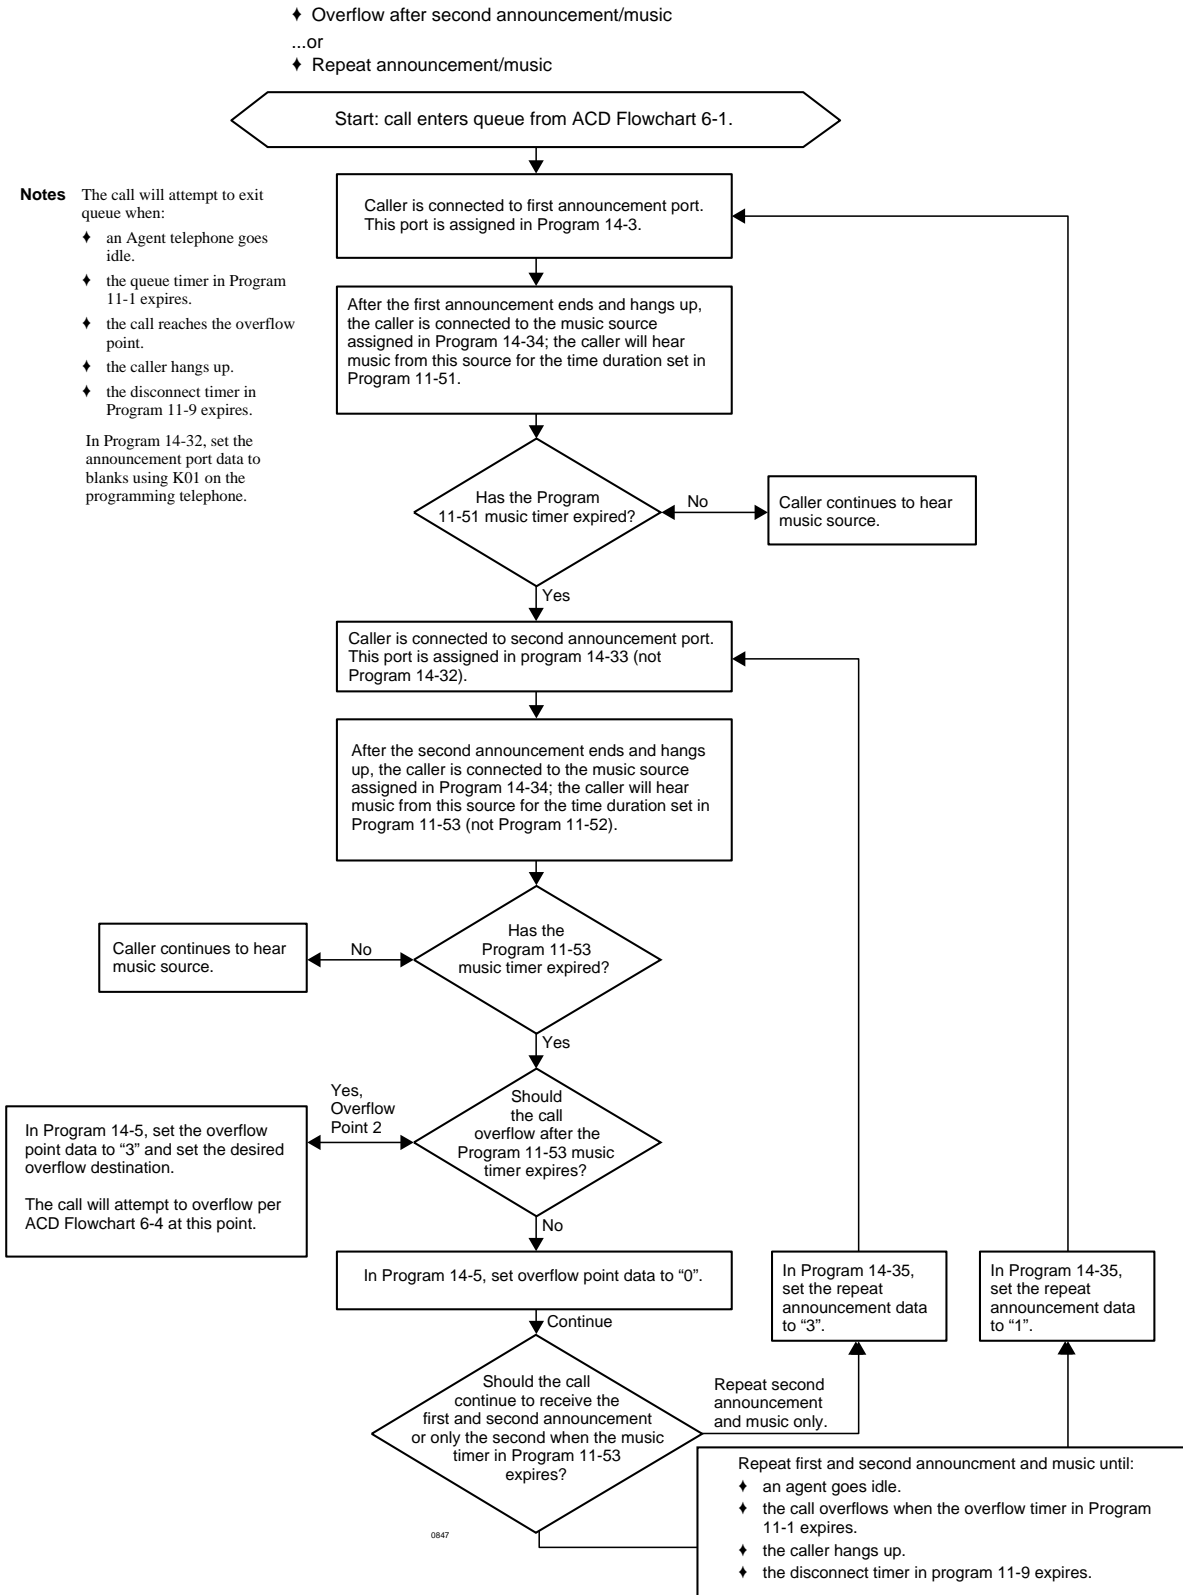 ♦ Overflow after second announcement/music
...or
♦ Repeat announcement/music
Start: call enters queue from ACD Flowchart 6-1.
Notes The call will attempt to exit
queue when:
♦ an Agent telephone goes
idle.
♦ the queue timer in Program
11-1 expires.
♦ the call reaches the overflow
point.
♦ the caller hangs up.
♦ the disconnect timer in
Program 11-9 expires.
In Program 14-32, set the
announcement port data to
blanks using K01 on the
programming telephone.
Caller is connected to first announcement port.
This port is assigned in Program 14-3.
After the first announcement ends and hangs up,
the caller is connected to the music source
assigned in Program 14-34; the caller will hear
music from this source for the time duration set in
Program 11-51.
Has the Program
11-51 music timer expired?
No
Caller continues to hear
music source.
Yes
Caller is connected to second announcement port.
This port is assigned in program 14-33 (not
Program 14-32).
After the second announcement ends and hangs
up, the caller is connected to the music source
assigned in Program 14-34; the caller will hear
music from this source for the time duration set in
Program 11-53 (not Program 11-52).
Has the
Program 11-53
music timer expired?
No
Caller continues to hear
music source.
Yes
Should
the call
overflow after the
Program 11-53 music
timer expires?
Yes,
Overflow
Point 2
In Program 14-5, set the overflow
point data to “3” and set the desired
overflow destination.
The call will attempt to overflow per
ACD Flowchart 6-4 at this point.
No
In Program 14-5, set overflow point data to “0”.
Continue
Should the call
continue to receive the
first and second announcement
or only the second when the music
timer in Program 11-53
expires?
Repeat second
announcement
and music only.
In Program 14-35,
set the repeat
announcement data
to “3”.
In Program 14-35,
set the repeat
announcement data
to “1”.
Repeat first and second announcment and music until:
♦ an agent goes idle.
♦ the call overflows when the overflow timer in Program
11-1 expires.
♦ the caller hangs up.
♦ the disconnect timer in program 11-9 expires.
0847